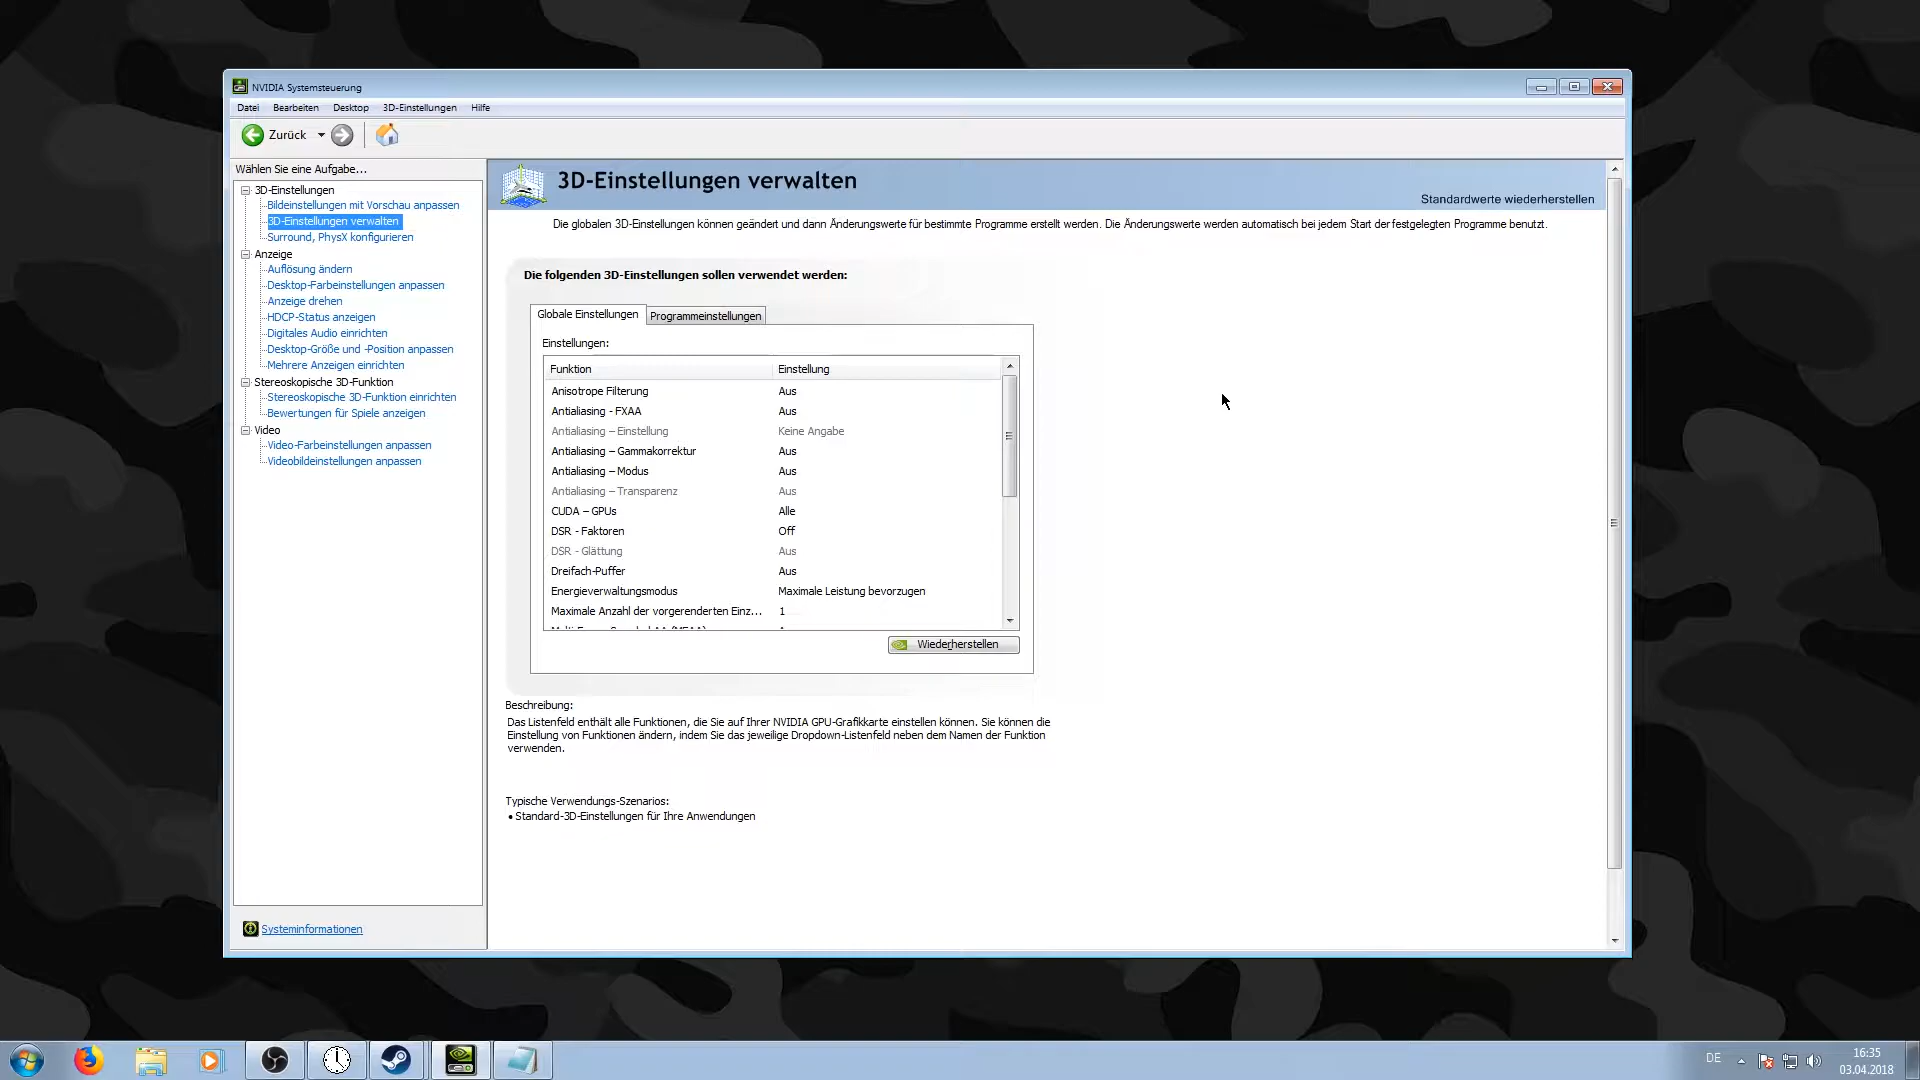 NVIDIA Systemsteuerung
Datei Bearbeiten Desktop 3D-Einstellungen Hilfe
Zurück
Wählen Sie eine Aufgabe...
3D-Einstellungen
Bildeinstellungen mit Vorschau anpassen
3D-Einstellungen verwalten
Surround, PhysX konfigurieren
Anzeige
Auflösung ändern
Desktop-Farbeinstellungen anpassen
Anzeige drehen
HDCP-Status anzeigen
Digitales Audio einrichten
Desktop-Größe und -Position anpassen
Mehrere Anzeigen einrichten
Stereoskopische 3D-Funktion
Stereoskopische 3D-Funktion einrichten
Bewertungen für Spiele anzeigen
Video
Video-Farbeinstellungen anpassen
Videobildeinstellungen anpassen
Systeminformationen
3D-Einstellungen verwalten
Standardwerte wiederherstellen
Die globalen 3D-Einstellungen können geändert und dann Änderungswerte für bestimmte Programme erstellt werden. Die Änderungswerte werden automatisch bei jedem Start der festgelegten Programme benutzt.
Die folgenden 3D-Einstellungen sollen verwendet werden:
Globale Einstellungen Programmeinstellungen
Einstellungen:
Funktion Einstellung
Anisotrope Filterung Aus
Antialiasing - FXAA Aus
Antialiasing – Einstellung Keine Angabe
Antialiasing – Gammakorrektur Aus
Antialiasing – Modus Aus
Antialiasing – Transparenz Aus
CUDA – GPUs Alle
DSR - Faktoren Off
DSR - Glättung Aus
Dreifach-Puffer Aus
Energieverwaltungsmodus Maximale Leistung bevorzugen
Maximale Anzahl der vorgerenderten Einz... 1
Wiederherstellen
Beschreibung:
Das Listenfeld enthält alle Funktionen, die Sie auf Ihrer NVIDIA GPU-Grafikkarte einstellen können. Sie können die
Einstellung von Funktionen ändern, indem Sie das jeweilige Dropdown-Listenfeld neben dem Namen der Funktion
verwenden.
Typische Verwendungs-Szenarios:
• Standard-3D-Einstellungen für Ihre Anwendungen
DE
16:35
03.04.2018